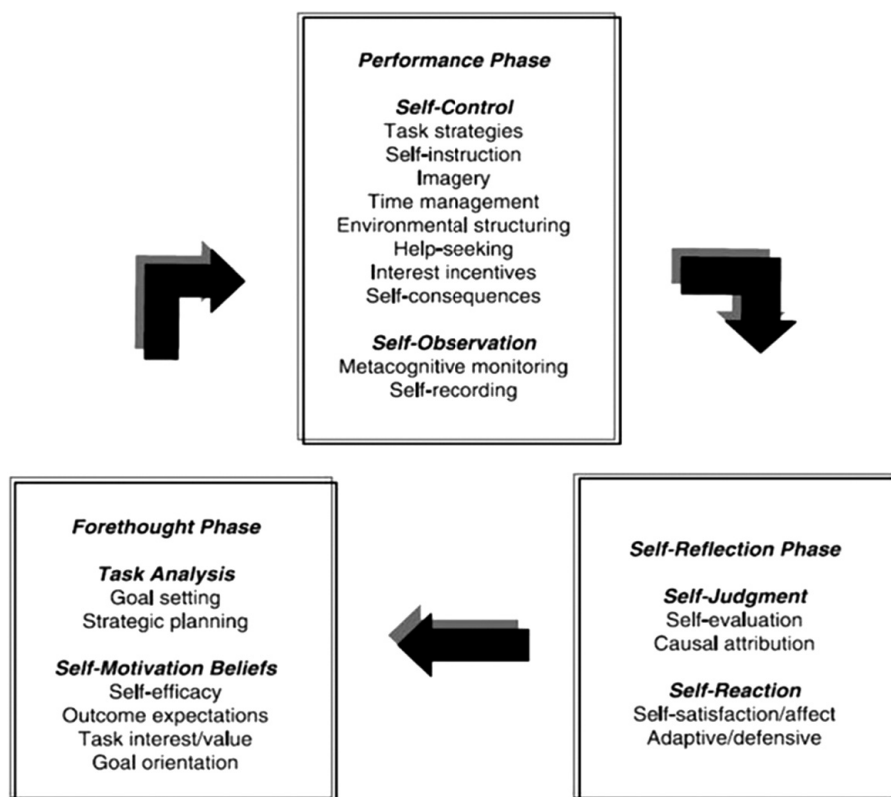 Performance Phase
Self-Control
Task strategies
Self-instruction
Imagery
Time management
Environmental structuring
Help-seeking
Interest incentives
Self-consequences
Self-Observation
Metacognitive monitoring
Self-recording
Forethought Phase
Task Analysis
Goal setting
Strategic planning
Self-Motivation Beliefs
Self-efficacy
Outcome expectations
Task interest/value
Goal orientation
Self-Reflection Phase
Self-Judgment
Self-evaluation
Causal attribution
Self-Reaction
Self-satisfaction/affect
Adaptive/defensive